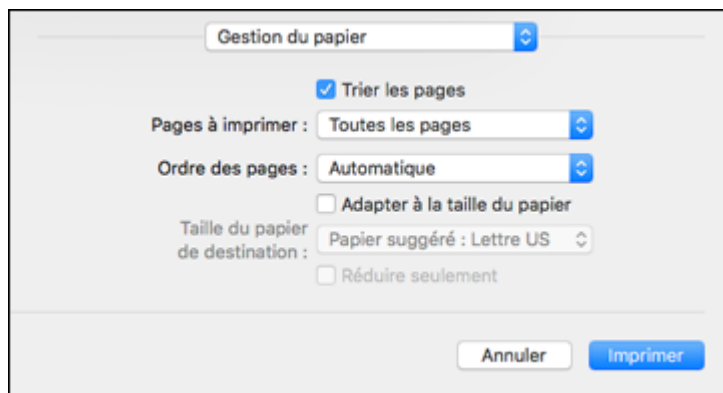 Gestion du papier
Trier les pages
Pages à imprimer : Toutes les pages
Ordre des pages : Automatique
Adapter à la taille du papier
Taille du papier
de destination : Papier suggéré : Lettre US
Réduire seulement
Annuler Imprimer